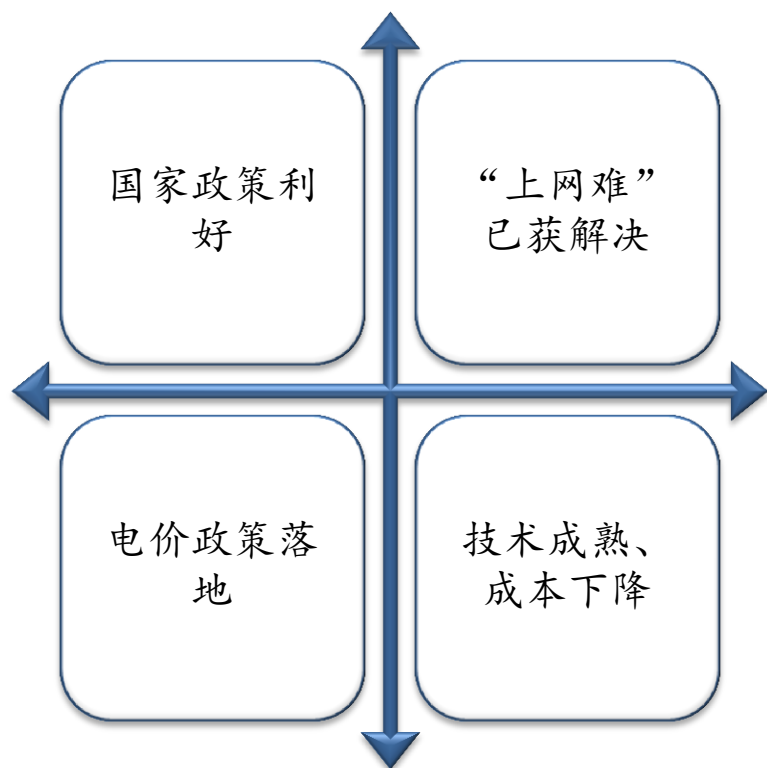 国家政策利
好
“上网难”
已获解决
电价政策落
地
技术成熟、
成本下降